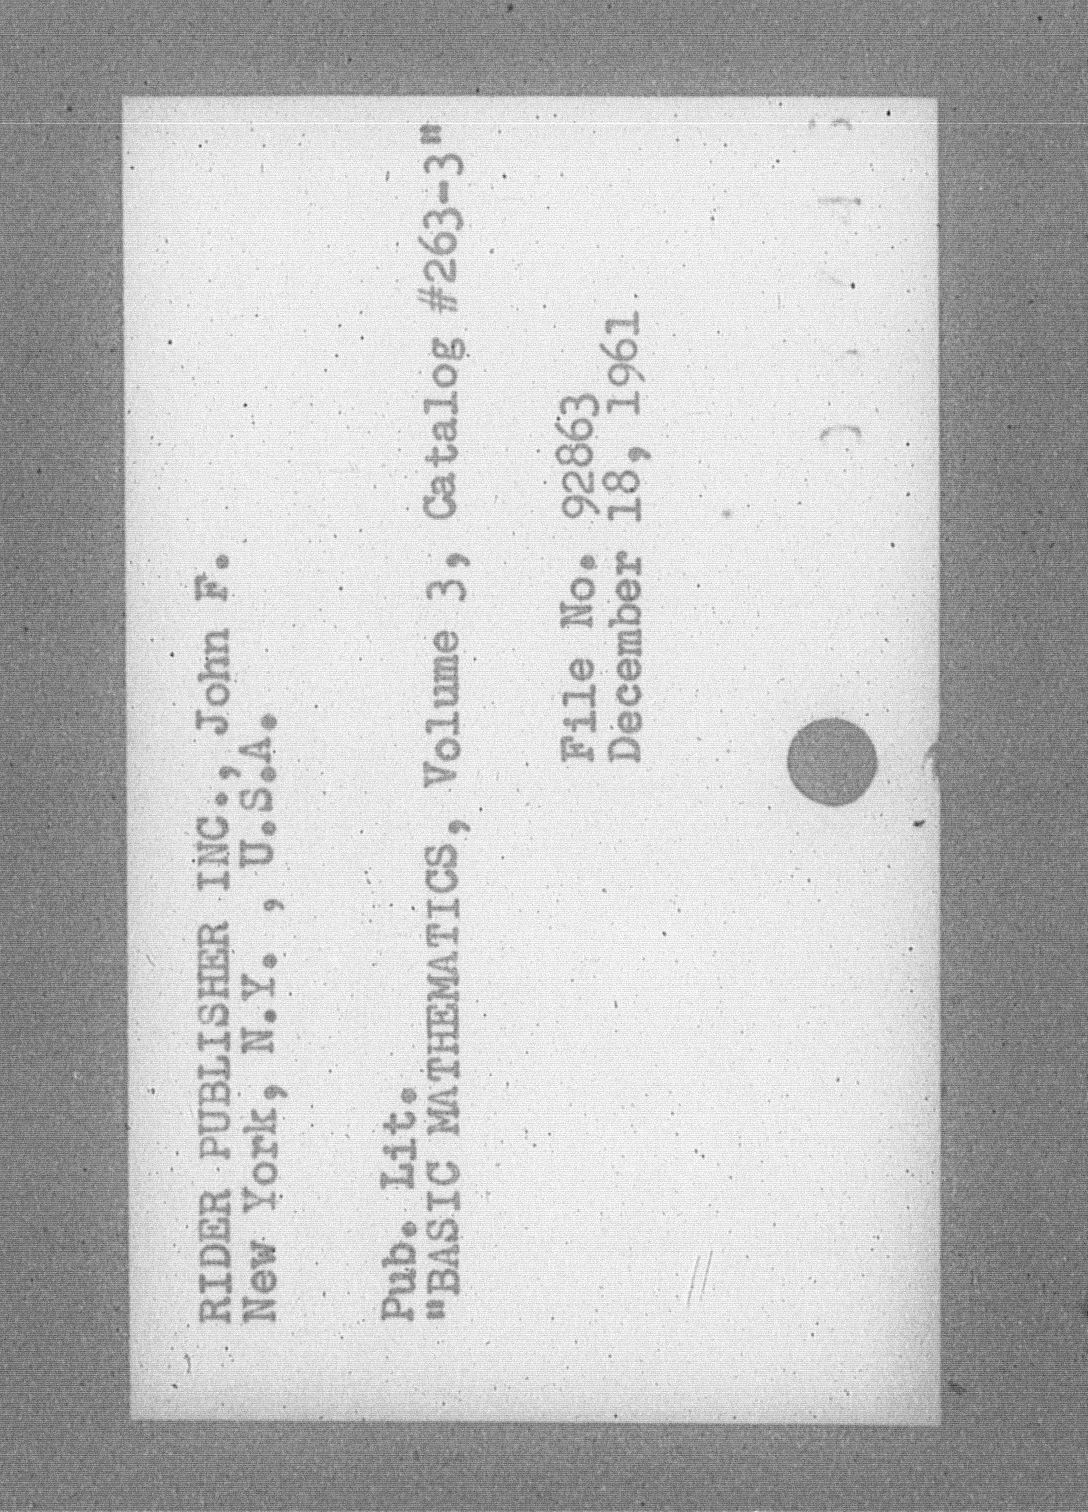 RIDER PUBLISHER INC., John F.
New York, N.Y. , U.S.A.
Pub. Lit.
"BASIC MATHEMATICS, Volume 3, Catalog #263-3"
File No. 92863
December 18, 1961